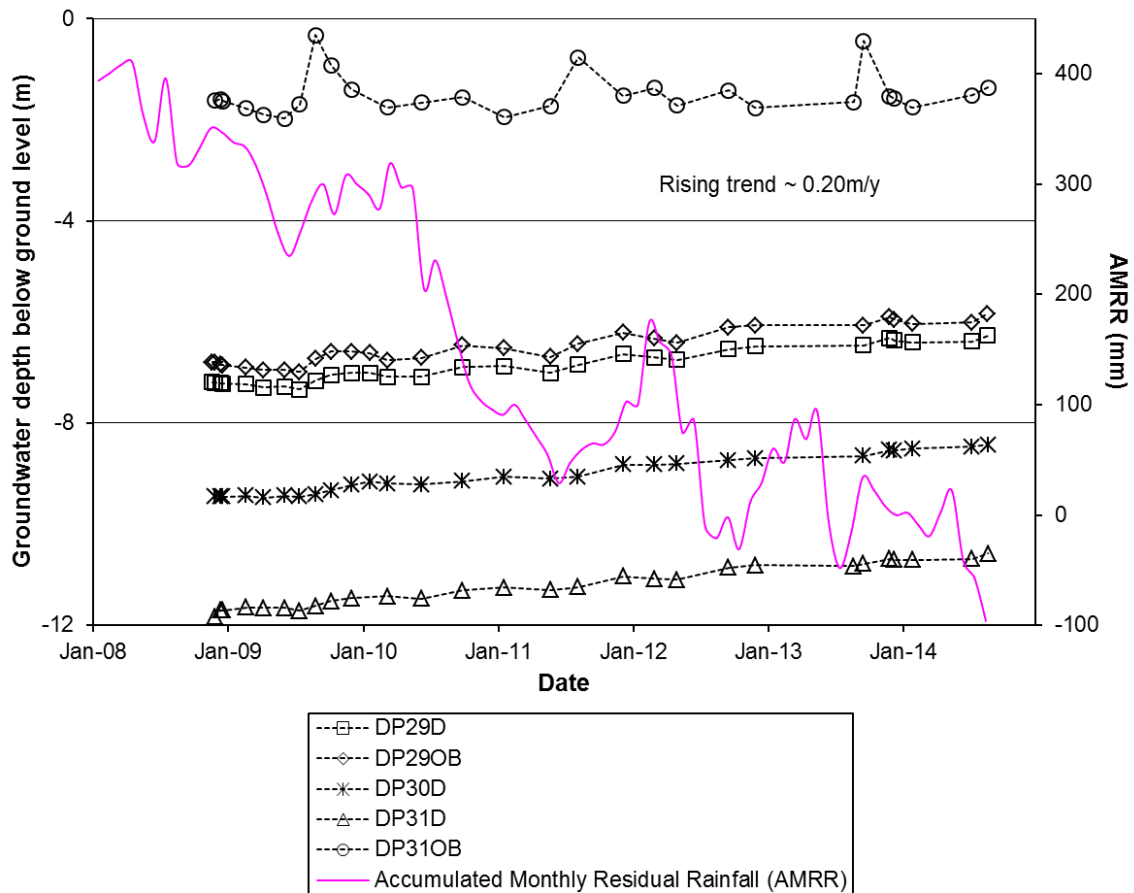 0
-4
-8
-12
Groundwater depth below ground level (m)
Rising trend ~ 0.20m/y
400
300
200
100
0
-100
AMRR (mm)
Jan-08 Jan-09 Jan-10 Jan-11 Jan-12 Jan-13 Jan-14
Date
DP29D
DP29OB
DP30D
DP31D
DP31OB
Accumulated Monthly Residual Rainfall (AMRR)